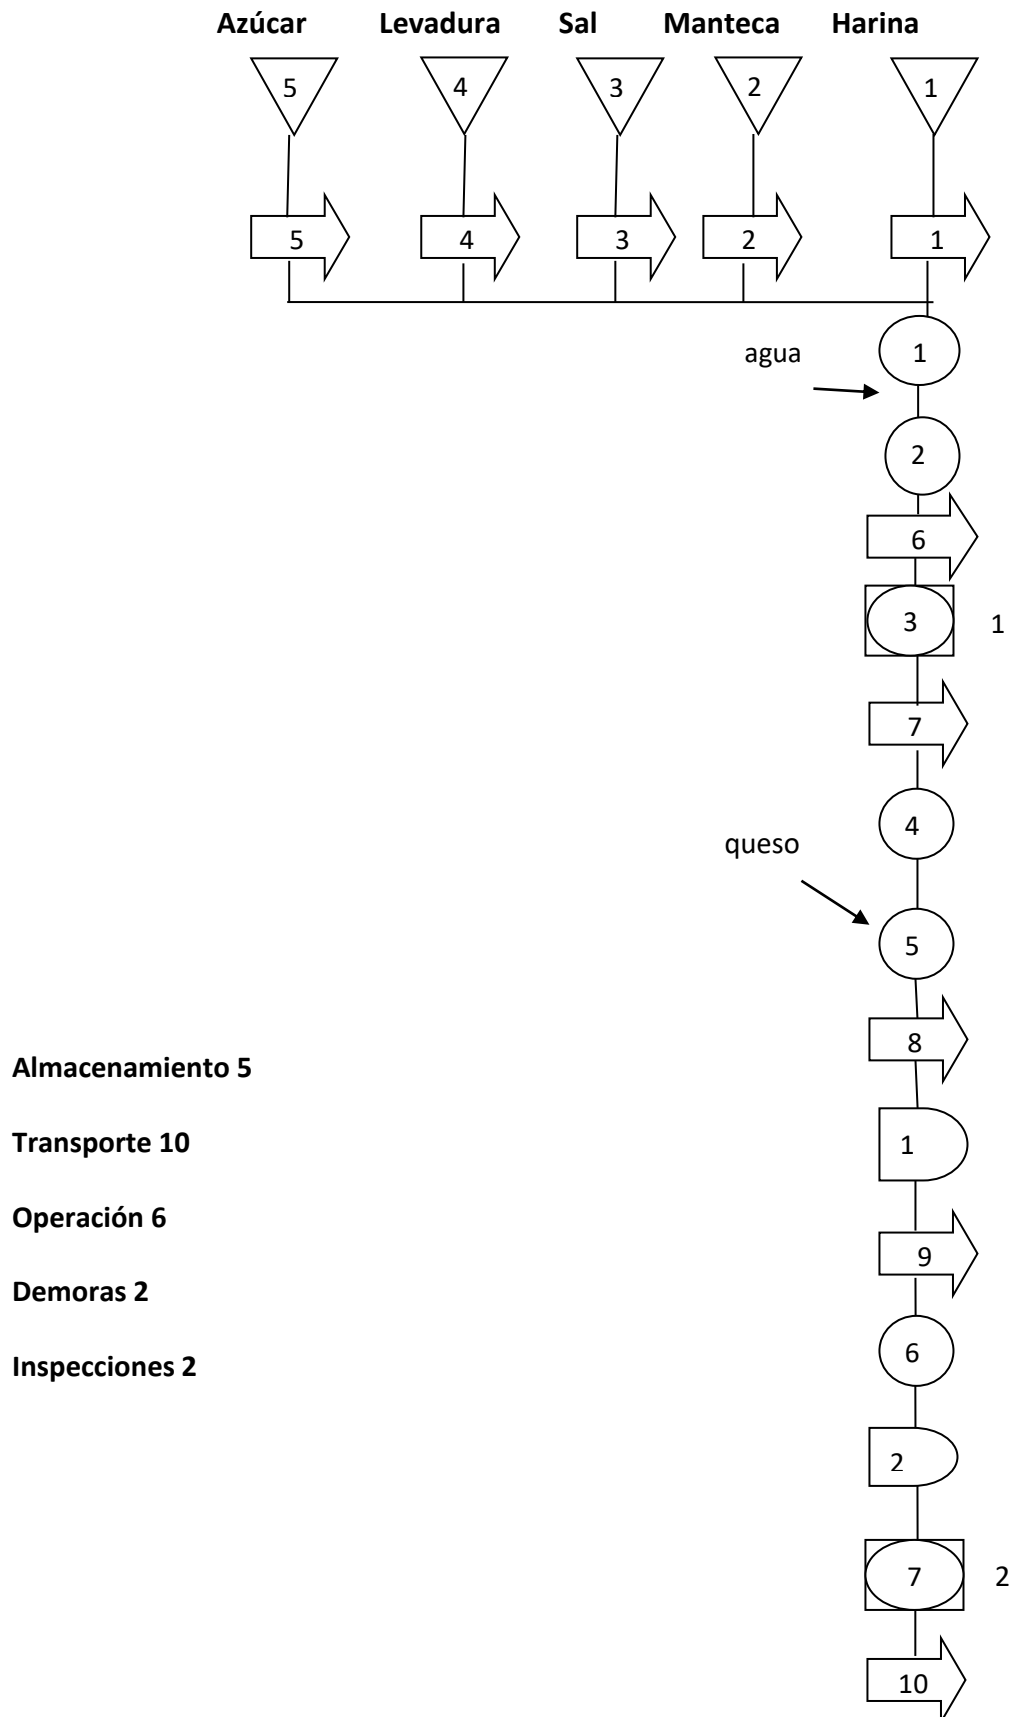 Azúcar Levadura Sal Manteca Harina
5 4 3 2 1
5 4 3 2 1
1
agua
2
6
3 1
7
4
queso
5
8
Almacenamiento 5
1
Transporte 10
Operación 6
9
Demoras 2
6
Inspecciones 2
2
7 2
10